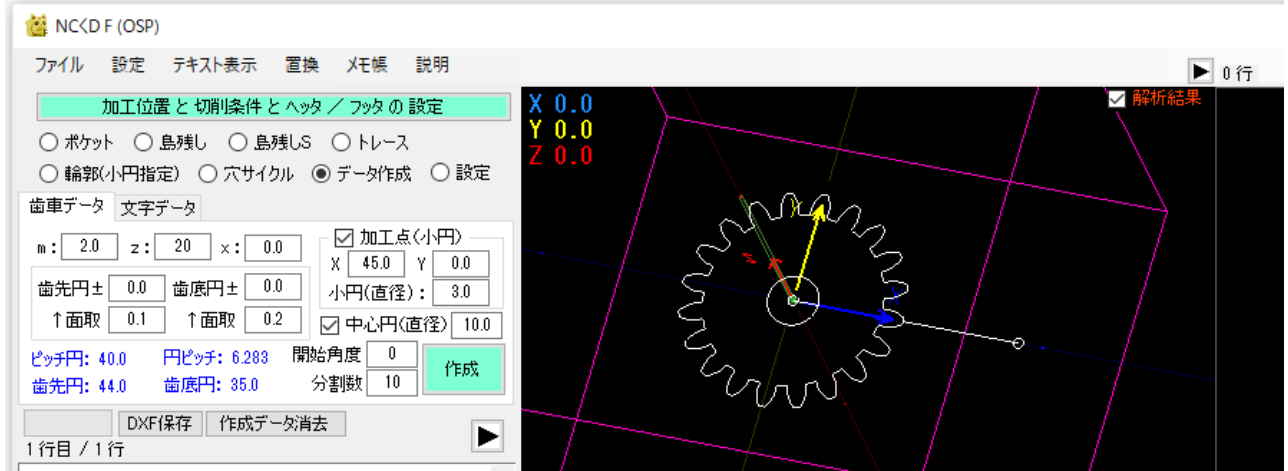 NCくD F (OSP)
ファイル 設定 テキスト表示 置換 メモ帳 説明
0 行
加工位置 と 切削条件 と ヘッタ ／ フッタ の 設定
X 0.0
Y 0.0
Z 0.0
解析結果
ポケット 島残し 島残しS トレース
輪郭(小円指定) 穴サイクル データ作成 設定
歯車データ 文字データ
m: 2.0 z: 20 x: 0.0
加工点(小円)
X 45.0 Y 0.0
歯先円± 0.0 歯底円± 0.0
小円(直径): 3.0
↑面取 0.1 ↑面取 0.2
中心円(直径) 10.0
ピッチ円: 40.0 円ピッチ: 6.283 開始角度 0
歯先円: 44.0 歯底円: 35.0 分割数 10
作成
DXF保存 作成データ消去
1 行目 / 1 行
Y
X